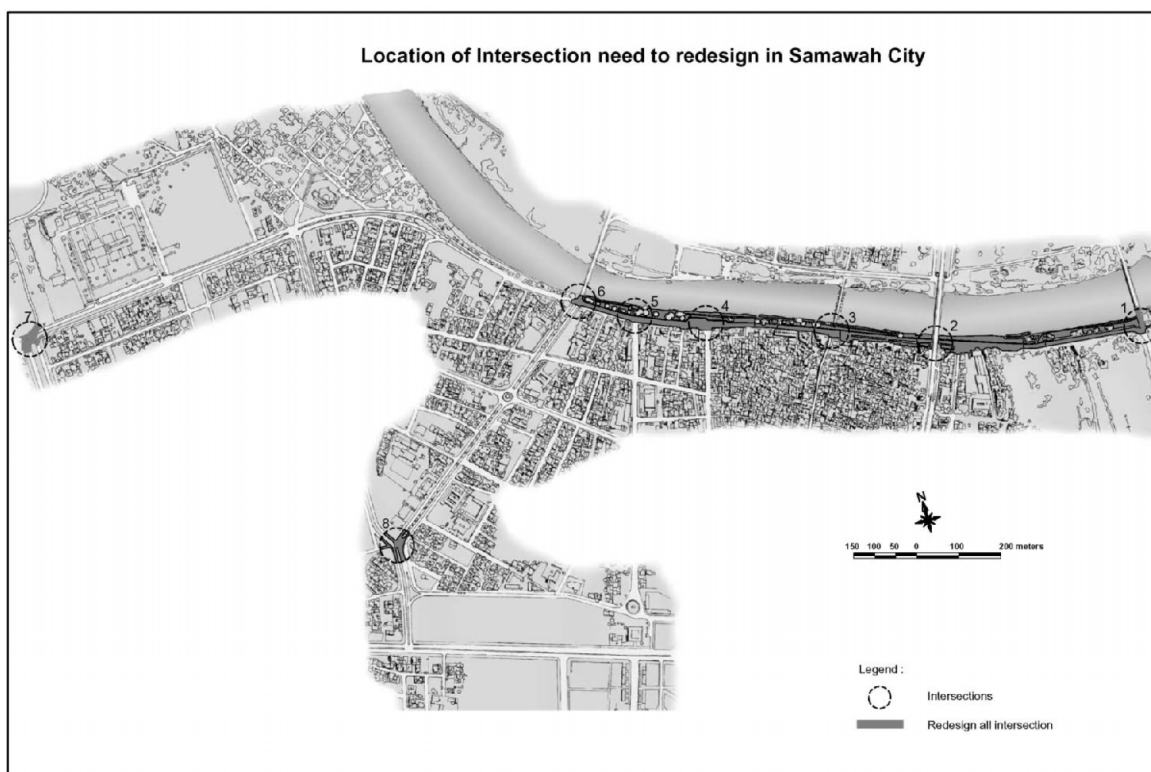 Location of Intersection need to redesign in Samawah City
1
2
3
4
5
6
7
8
N
150 100 50 0 100 200 meters
Legend :
Intersections
Redesign all intersection